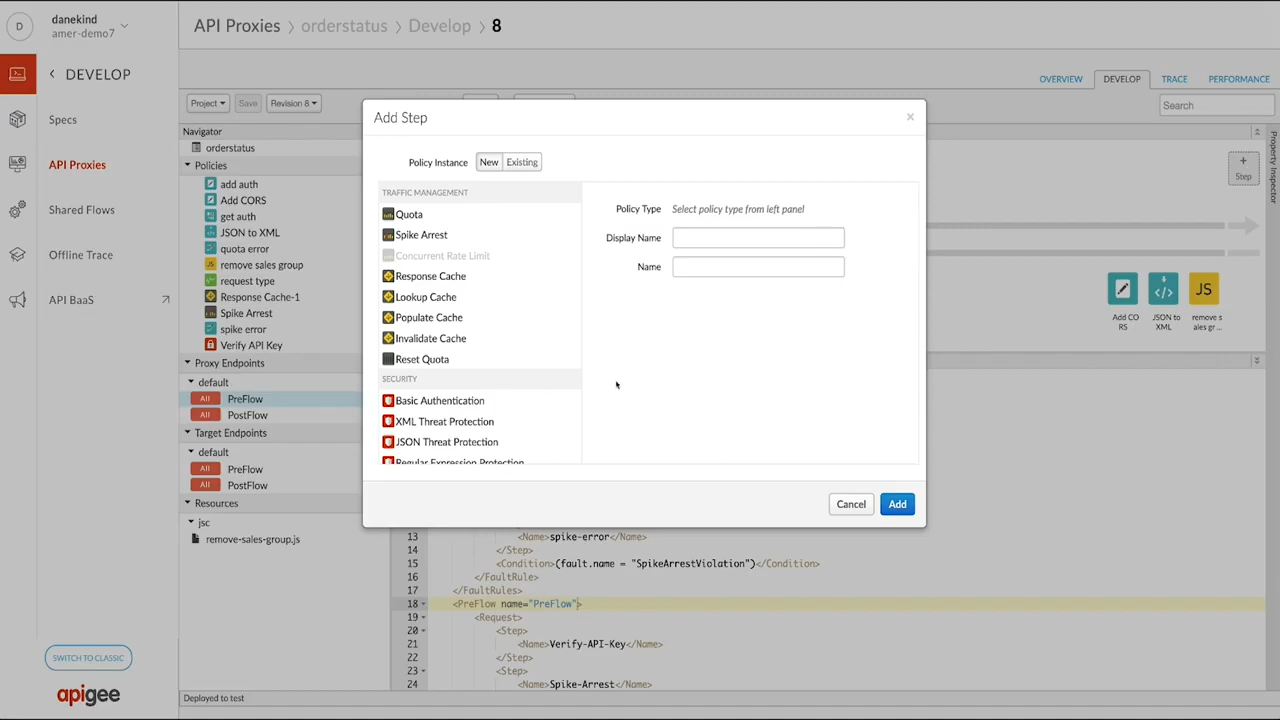 D
danekind
amer-demo7
API Proxies
orderstatus
Develop
8
DEVELOP
OVERVIEW
DEVELOP
TRACE
PERFORMANCE
Project
Save
Revision 8
Search
Specs
API Proxies
Shared Flows
Offline Trace
API BaaS
SWITCH TO CLASSIC
apigee
Navigator
orderstatus
Policies
add auth
Add CORS
get auth
JSON to XML
quota error
remove sales group
request type
Response Cache-1
Spike Arrest
spike error
Verify API Key
Proxy Endpoints
default
All PreFlow
All PostFlow
Target Endpoints
default
All PreFlow
All PostFlow
Resources
jsc
remove-sales-group.js
Deployed to test
Add Step
×
Policy Instance New Existing
TRAFFIC MANAGEMENT
Quota
Spike Arrest
Concurrent Rate Limit
Response Cache
Lookup Cache
Populate Cache
Invalidate Cache
Reset Quota
SECURITY
Basic Authentication
XML Threat Protection
JSON Threat Protection
Regular Expression Protection
Policy Type Select policy type from left panel
Display Name
Name
Cancel
Add
+
Step
Property Inspector
JS
Add CO
RS
JSON to
XML
remove s
ales gr...
13 <Name>spike-error</Name>
14 </Step>
15 <Condition>(fault.name = "SpikeArrestViolation")</Condition>
16 </FaultRule>
17 </FaultRules>
18 <PreFlow name="PreFlow">
19 <Request>
20 <Step>
21 <Name>Verify-API-Key</Name>
22 </Step>
23 <Step>
24 <Name>Spike-Arrest</Name>